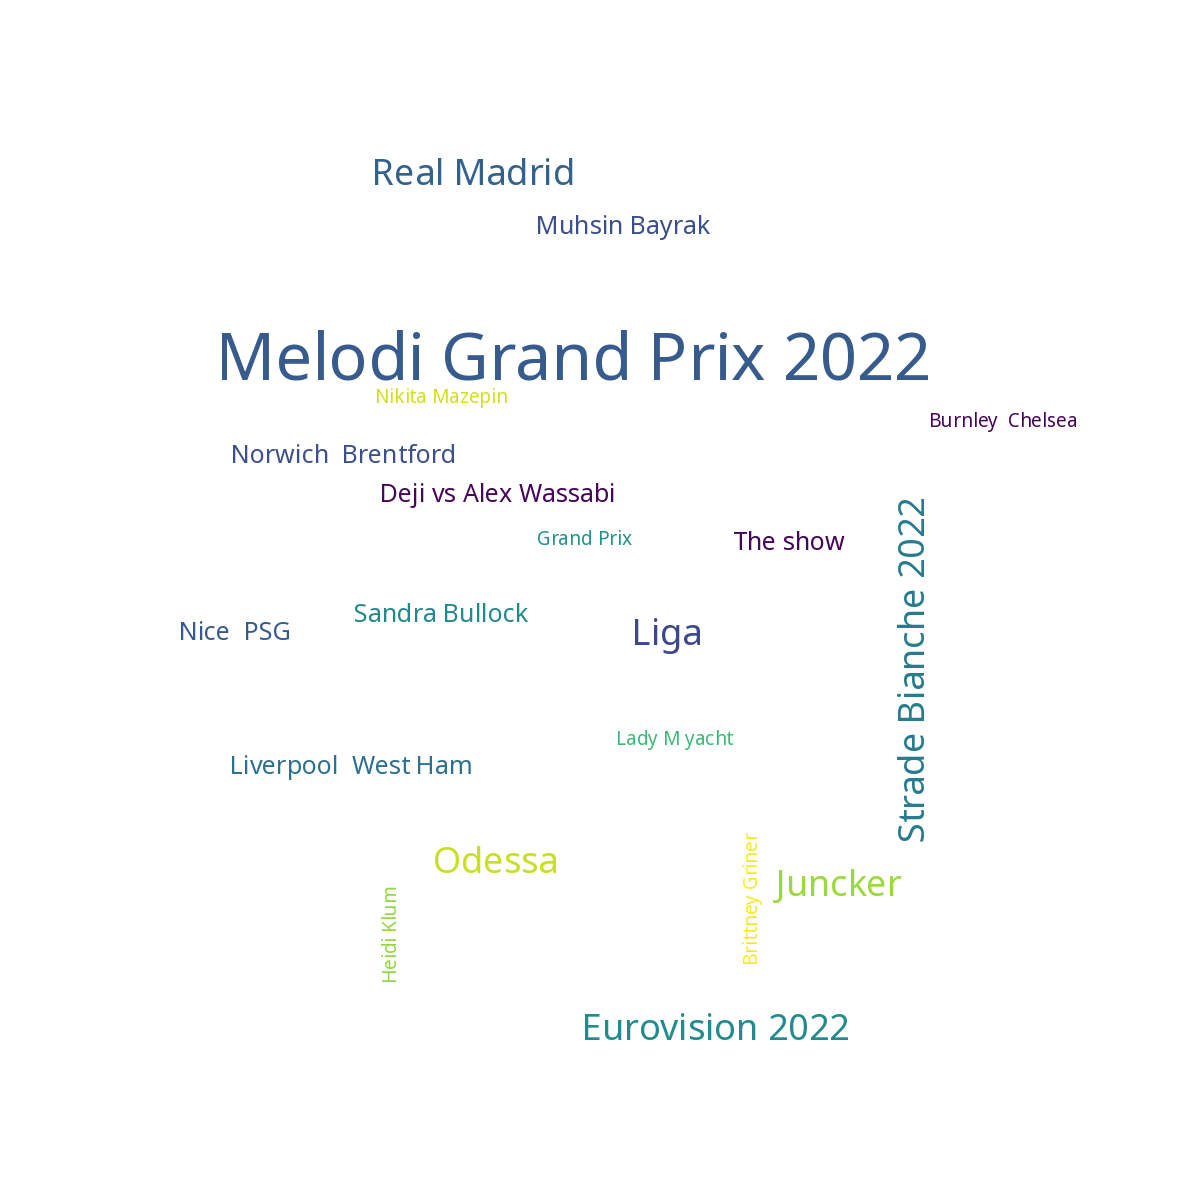 Real Madrid
Muhsin Bayrak
Melodi Grand Prix 2022
Nikita Mazepin
Burnley  Chelsea
Norwich  Brentford
Deji vs Alex Wassabi
Grand Prix
The show
Strade Bianche 2022
Sandra Bullock
Nice  PSG
Liga
Lady M yacht
Liverpool  West Ham
Odessa
Brittney Griner
Juncker
Heidi Klum
Eurovision 2022